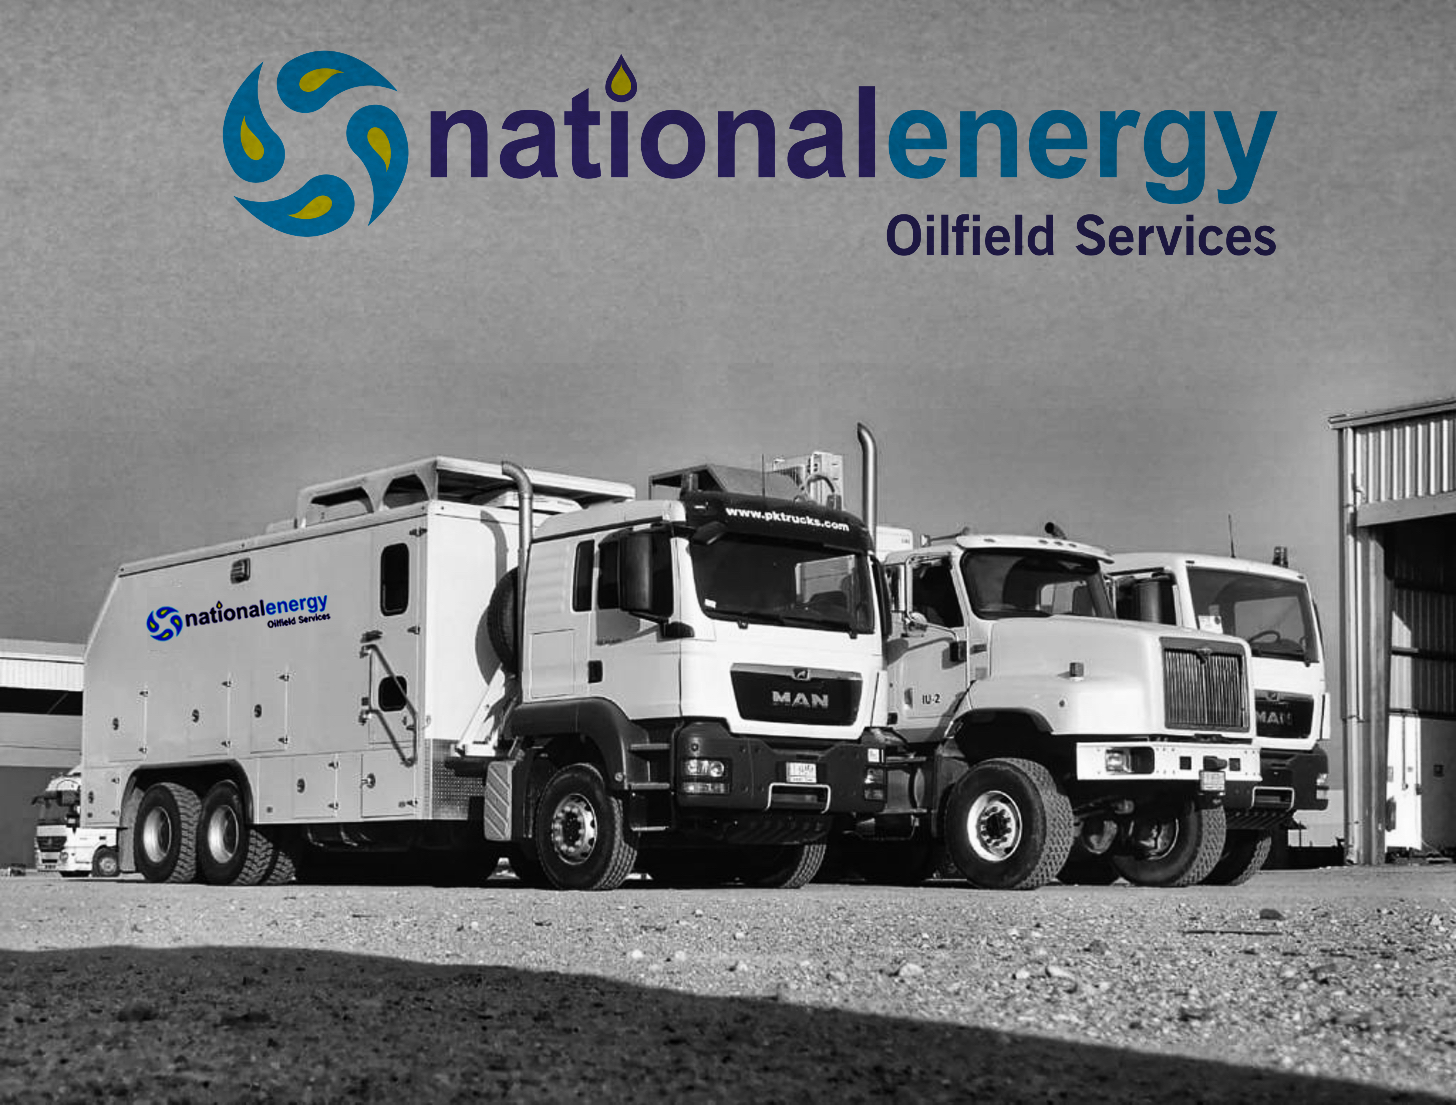 nationalenergy
Oilfield Services
www.pktrucks.com
nationalenergy
Oilfield Services
MAN
IU-2
MAN